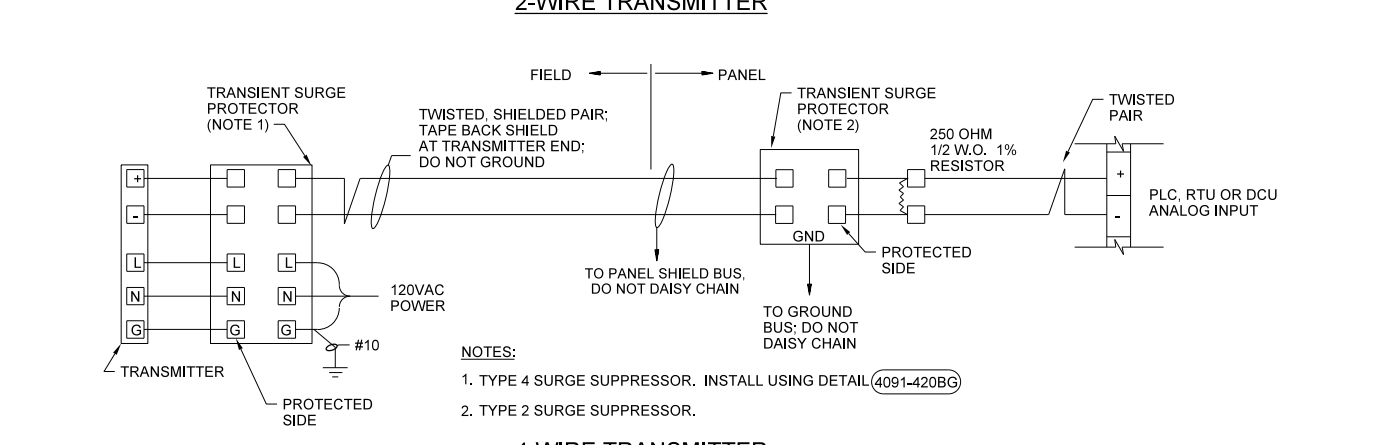 2-WIRE TRANSMITTER
FIELD
PANEL
TRANSIENT SURGE
PROTECTOR
(NOTE 1)
TWISTED, SHIELDED PAIR;
TAPE BACK SHIELD
AT TRANSMITTER END;
DO NOT GROUND
TRANSIENT SURGE
PROTECTOR
(NOTE 2)
250 OHM
1/2 W.O. 1%
RESISTOR
TWISTED
PAIR
+
-
L
N
G
L
N
G
L
N
G
120VAC
POWER
#10
TRANSMITTER
PROTECTED
SIDE
TO PANEL SHIELD BUS,
DO NOT DAISY CHAIN
GND
PROTECTED
SIDE
TO GROUND
BUS; DO NOT
DAISY CHAIN
+
-
PLC, RTU OR DCU
ANALOG INPUT
NOTES:
1. TYPE 4 SURGE SUPPRESSOR. INSTALL USING DETAIL 4091-420BG
2. TYPE 2 SURGE SUPPRESSOR.
4-WIRE TRANSMITTER